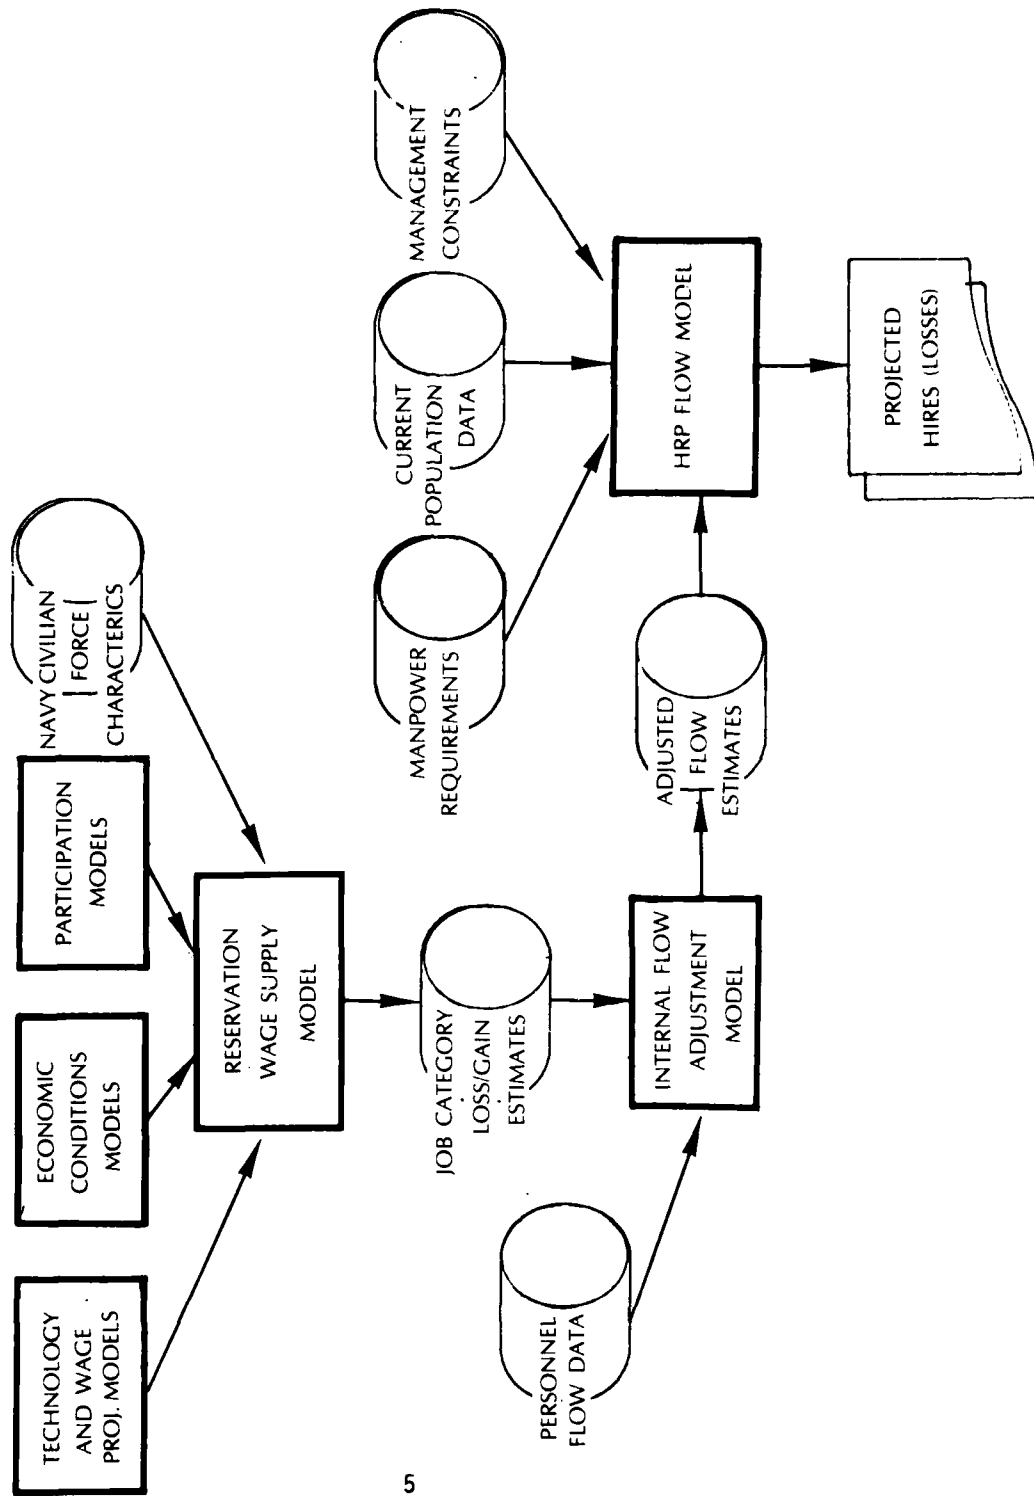 TECHNOLOGY
AND WAGE
PROJ. MODELS
ECONOMIC
CONDITIONS
MODELS
PARTICIPATION
MODELS
NAVY CIVILIAN
FORCE
CHARACTERICS
RESERVATION
WAGE SUPPLY
MODEL
JOB CATEGORY
LOSS/GAIN
ESTIMATES
PERSONNEL
FLOW DATA
INTERNAL FLOW
ADJUSTMENT
MODEL
ADJUSTED
FLOW
ESTIMATES
MANPOWER
REQUIREMENTS
CURRENT
POPULATION
DATA
MANAGEMENT
CONSTRAINTS
HRP FLOW MODEL
PROJECTED
HIRES (LOSSES)
5